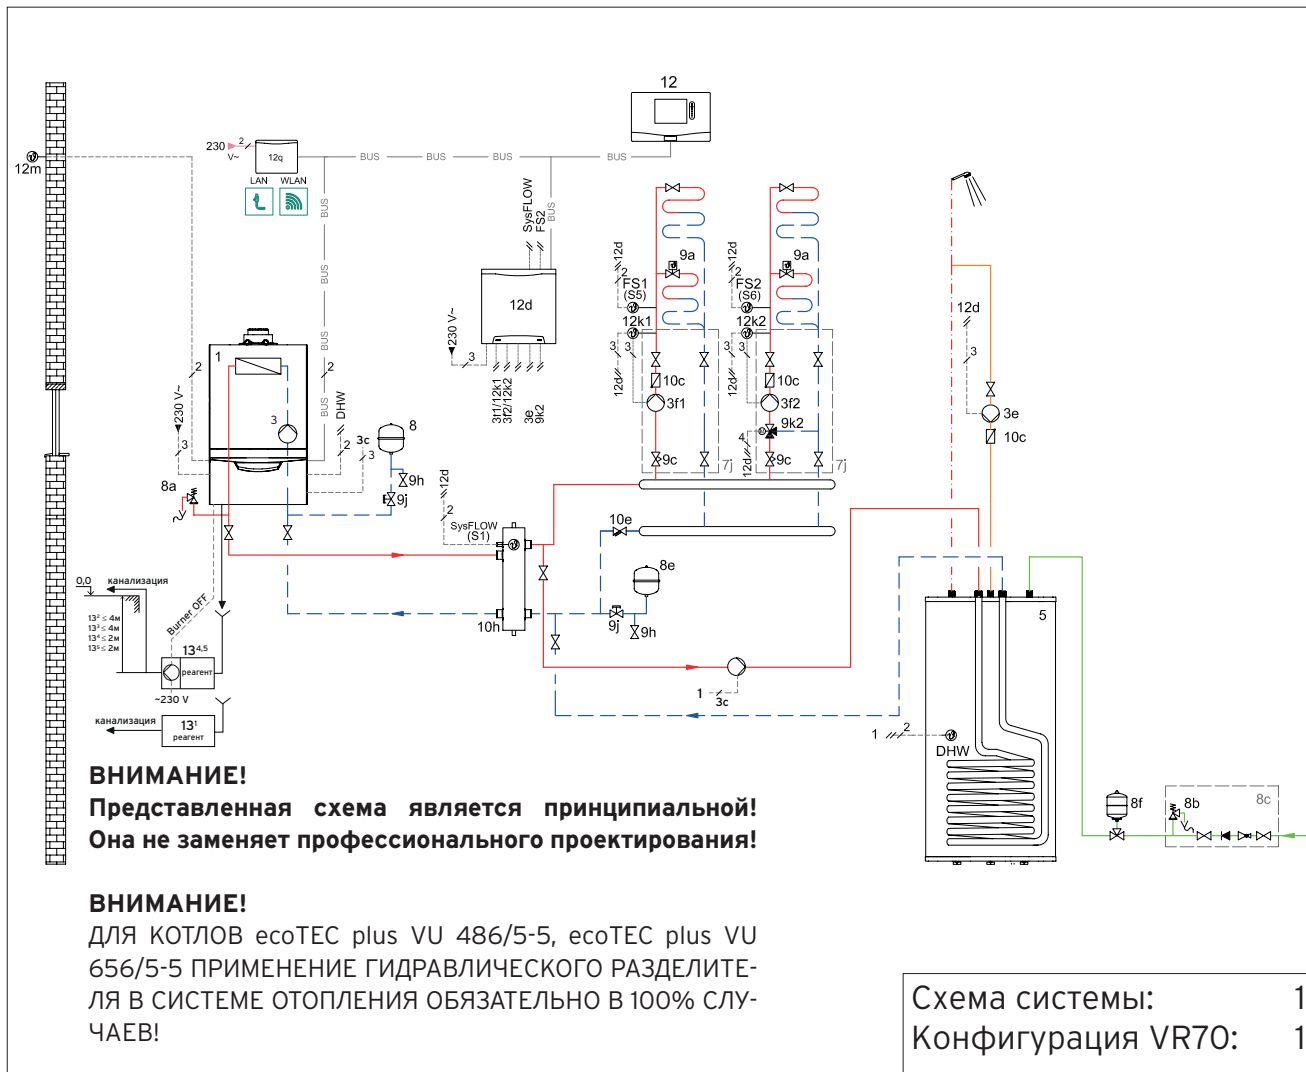 12
230
V~
2
12q
BUS
BUS
BUS
BUS
LAN
WLAN
12m
BUS
SysFLOW
FS2
BUS
12d
2
FS1
(S5)
9a
12d
2
FS2
(S6)
9a
BUS
12d
230 V~
3
12k1
12k2
12d
3
1
2
2
230 V~
3
BUS
DHW
2
3
3c
3
8
3f1/12k1
3f2/12k2
3e
9k2
3
3
12d
10c
3f1
9c
7j
3
3
12d
10c
3f2
9k2
4
12d
9c
7j
3e
10c
8a
9h
9j
12d
2
SysFLOW
(S1)
10e
8e
9j
9h
10h
5
0,0
канализация
13² ≤ 4м
13³ ≤ 4м
13⁴ ≤ 2м
13⁵ ≤ 2м
Burner OFF
13⁴,⁵
реагент
~230 V
канализация
13¹
реагент
1
3c
1
2
DHW
8f
8b
8c
ВНИМАНИЕ!
Представленная схема является принципиальной!
Она не заменяет профессионального проектирования!
ВНИМАНИЕ!
ДЛЯ КОТЛОВ ecoTEC plus VU 486/5-5, ecoTEC plus VU
656/5-5 ПРИМЕНЕНИЕ ГИДРАВЛИЧЕСКОГО РАЗДЕЛИТЕ-
ЛЯ В СИСТЕМЕ ОТОПЛЕНИЯ ОБЯЗАТЕЛЬНО В 100% СЛУ-
ЧАЕВ!
Схема системы: 1
Конфигурация VR70: 1